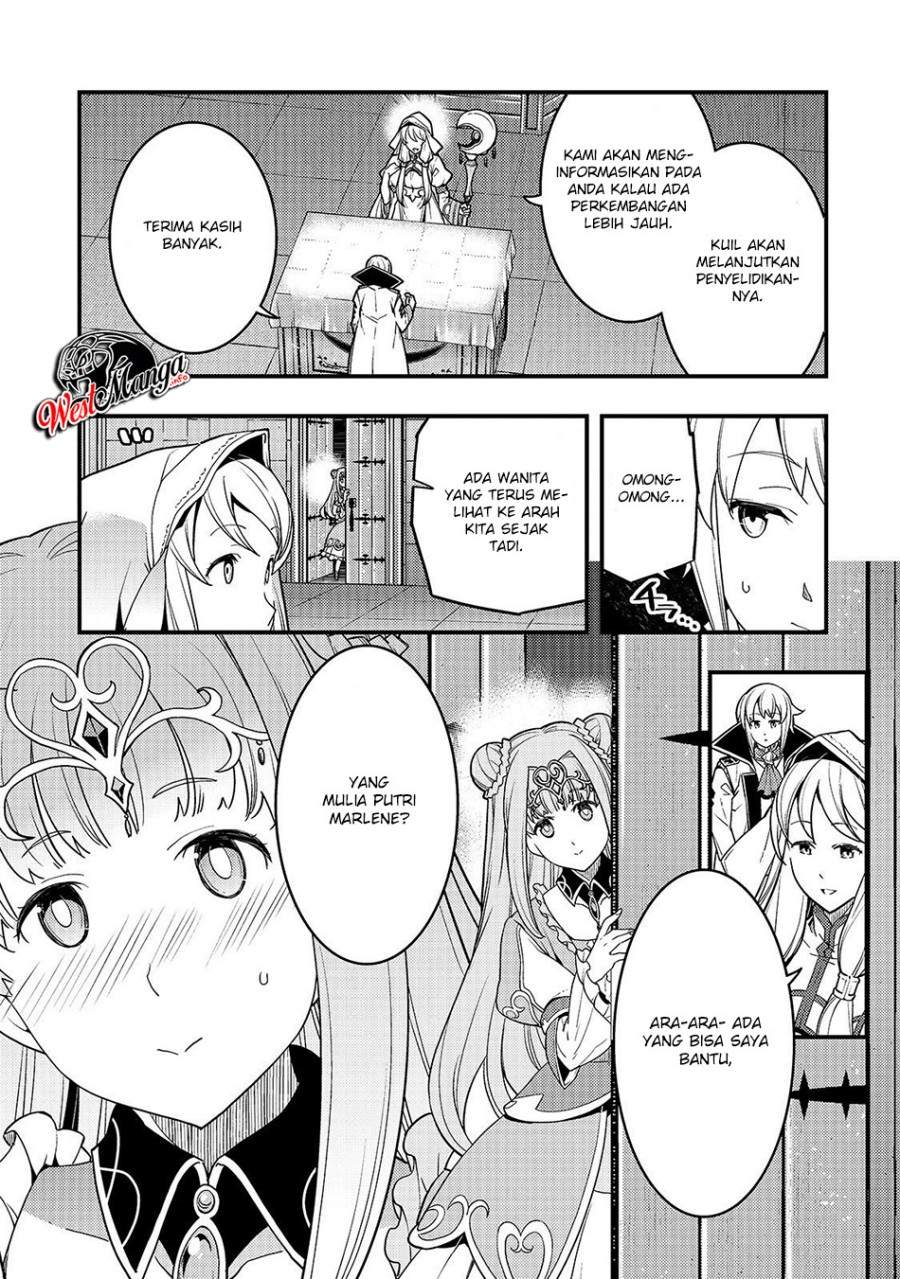 KAMI AKAN MENG-
INFORMASIKAN PADA
ANDA KALAU ADA
PERKEMBANGAN
LEBIH JAUH.
KUIL AKAN
MELANJUTKAN
PENYELIDIKAN-
NYA.
TERIMA KASIH
BANYAK.
WestManga
.info
OMONG-
OMONG...
ADA WANITA
YANG TERUS ME-
LIHAT KE ARAH
KITA SEJAK
TADI.
ARA-ARA- ADA
YANG BISA SAYA
BANTU,
YANG
MULIA PUTRI
MARLENE?